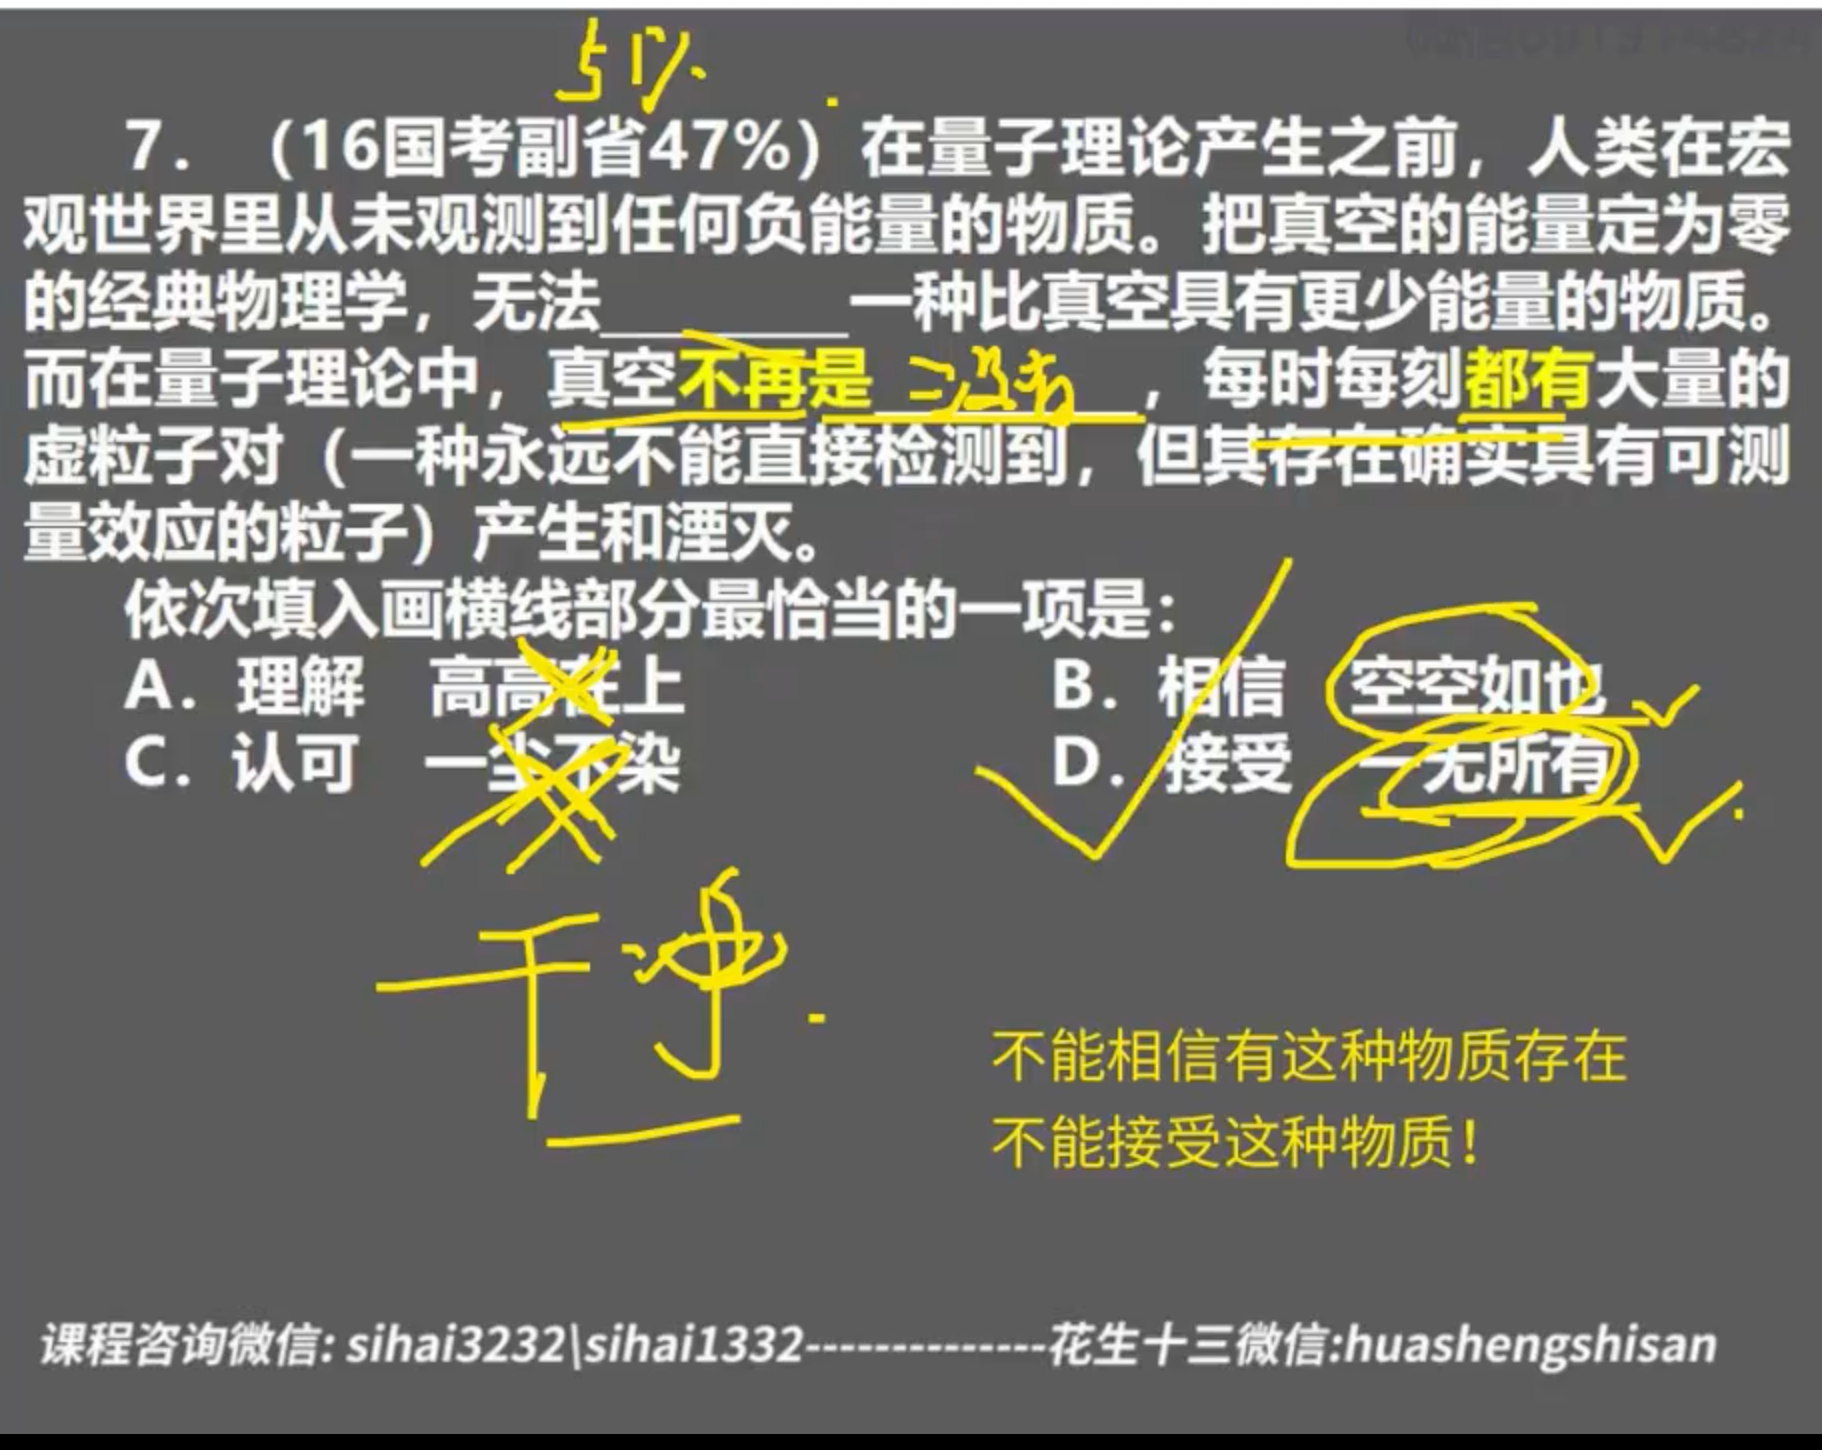 51%
7. （16国考副省47%）在量子理论产生之前，人类在宏
观世界里从未观测到任何负能量的物质。把真空的能量定为零
的经典物理学，无法________一种比真空具有更少能量的物质。
而在量子理论中，真空不再是 没有 ，每时每刻都有大量的
虚粒子对（一种永远不能直接检测到，但其存在确实具有可测
量效应的粒子）产生和湮灭。
依次填入画横线部分最恰当的一项是：
A. 理解 高高在上 B. 相信 空空如也
C. 认可 一尘不染 D. 接受 一无所有
干净
不能相信有这种物质存在
不能接受这种物质！
课程咨询微信: sihai3232\sihai1332--------------花生十三微信:huashengshisan